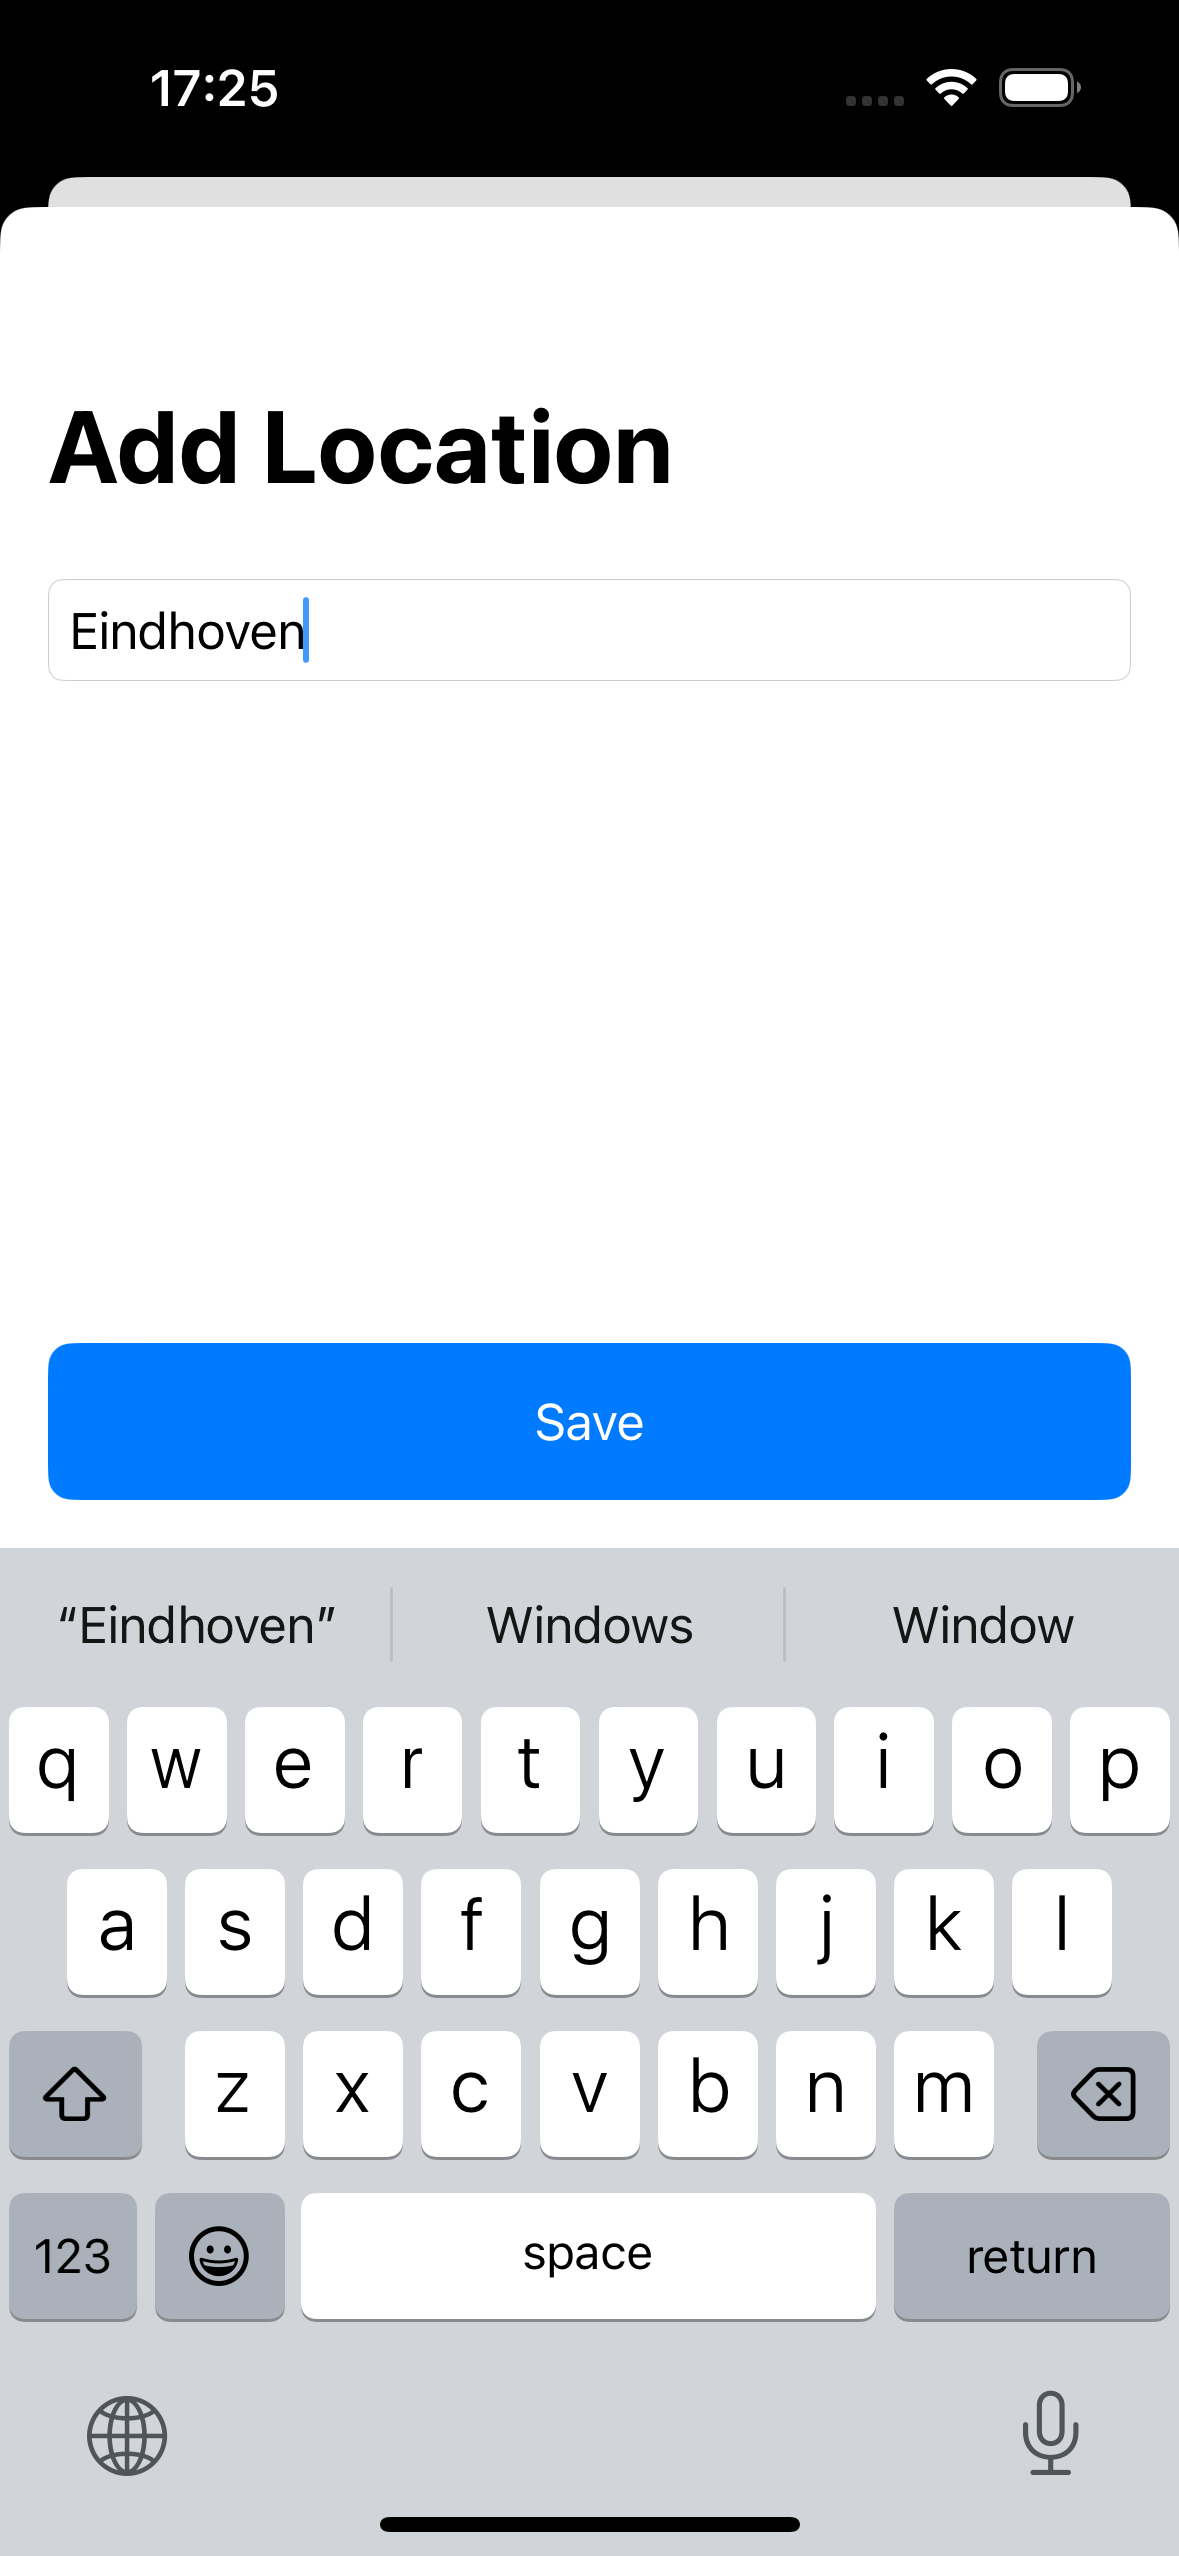 17:25
Add Location
Eindhoven
Save
“Eindhoven” Windows Window
q w e r t y u i o p
a s d f g h j k l
z x c v b n m
123 space return